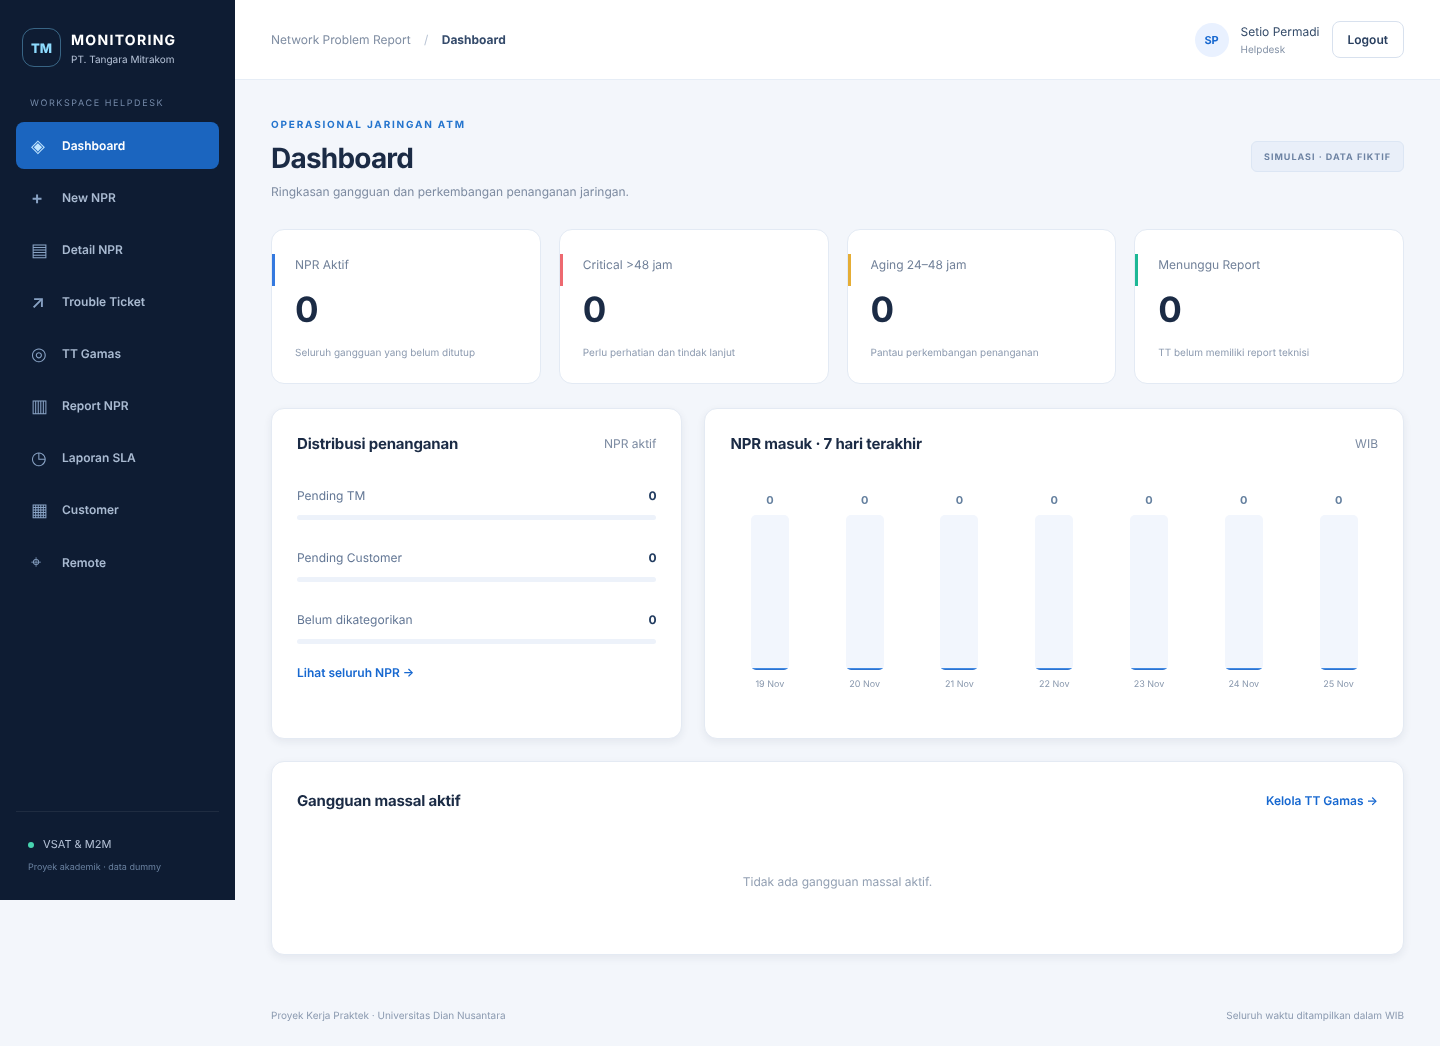 TM
MONITORING
PT. Tangara Mitrakom
WORKSPACE HELPDESK
Dashboard
New NPR
Detail NPR
Trouble Ticket
TT Gamas
Report NPR
Laporan SLA
Customer
Remote
VSAT & M2M
Proyek akademik · data dummy
Network Problem Report / Dashboard
SP
Setio Permadi
Helpdesk
Logout
OPERASIONAL JARINGAN ATM
Dashboard
Ringkasan gangguan dan perkembangan penanganan jaringan.
SIMULASI · DATA FIKTIF
NPR Aktif
0
Seluruh gangguan yang belum ditutup
Critical >48 jam
0
Perlu perhatian dan tindak lanjut
Aging 24–48 jam
0
Pantau perkembangan penanganan
Menunggu Report
0
TT belum memiliki report teknisi
Distribusi penanganan NPR aktif
Pending TM 0
Pending Customer 0
Belum dikategorikan 0
Lihat seluruh NPR →
NPR masuk · 7 hari terakhir WIB
0 0 0 0 0 0 0
19 Nov 20 Nov 21 Nov 22 Nov 23 Nov 24 Nov 25 Nov
Gangguan massal aktif Kelola TT Gamas →
Tidak ada gangguan massal aktif.
Proyek Kerja Praktek · Universitas Dian Nusantara
Seluruh waktu ditampilkan dalam WIB